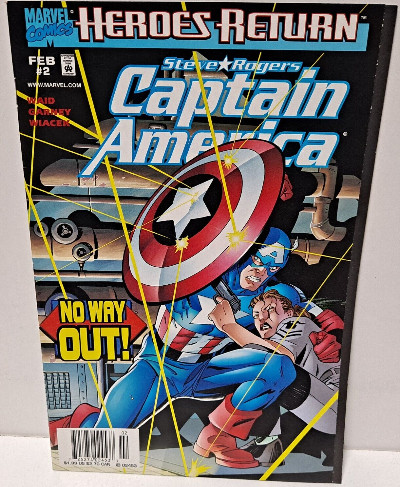 MARVEL COMICS
HEROES RETURN
FEB
#2
WWW.MARVEL.COM
WAID
GARNEY
WIACEK
Steve★Rogers
Captain
America
NO WAY
OUT!